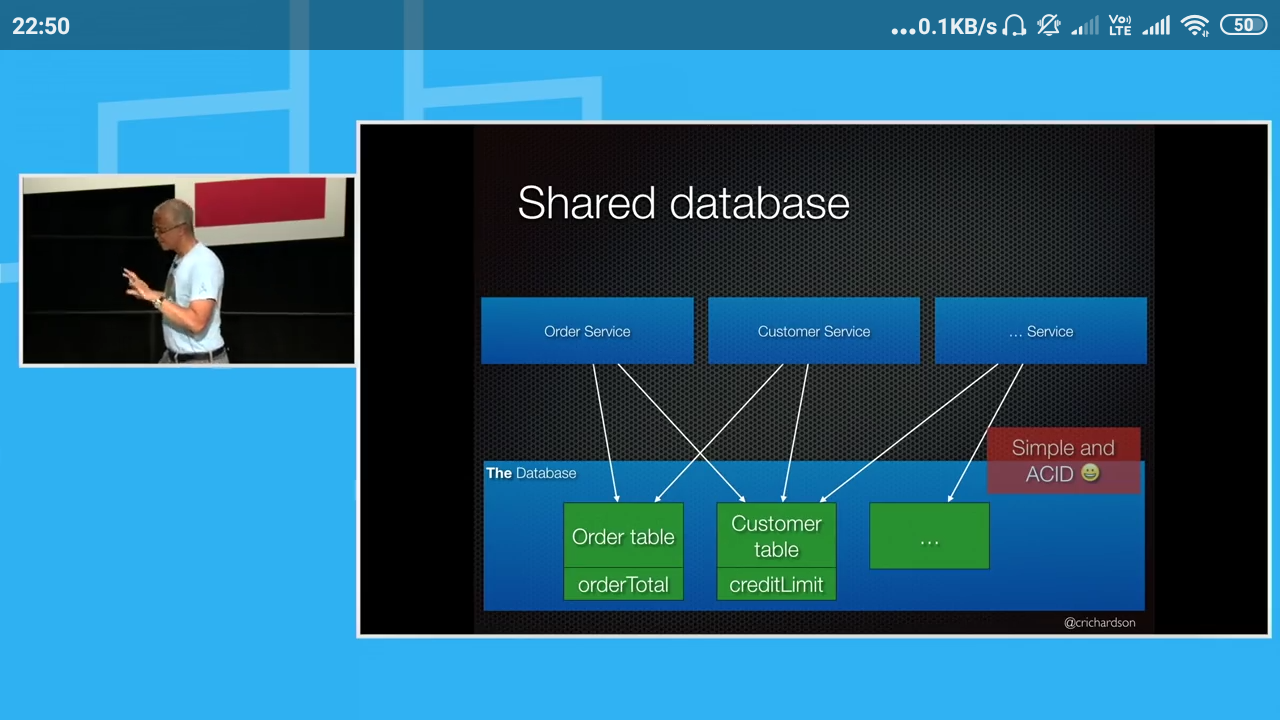 22:50
...0.1KB/s
Vo))
LTE
50
Shared database
Order Service
Customer Service
... Service
Simple and
ACID 😀
The Database
Order table
Customer
table
...
orderTotal
creditLimit
@crichardson